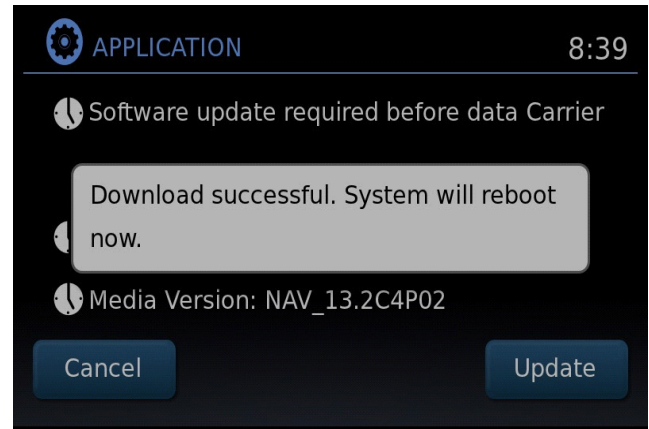 APPLICATION
8:39
Software update required before data Carrier
Download successful. System will reboot
now.
Media Version: NAV_13.2C4P02
Cancel
Update